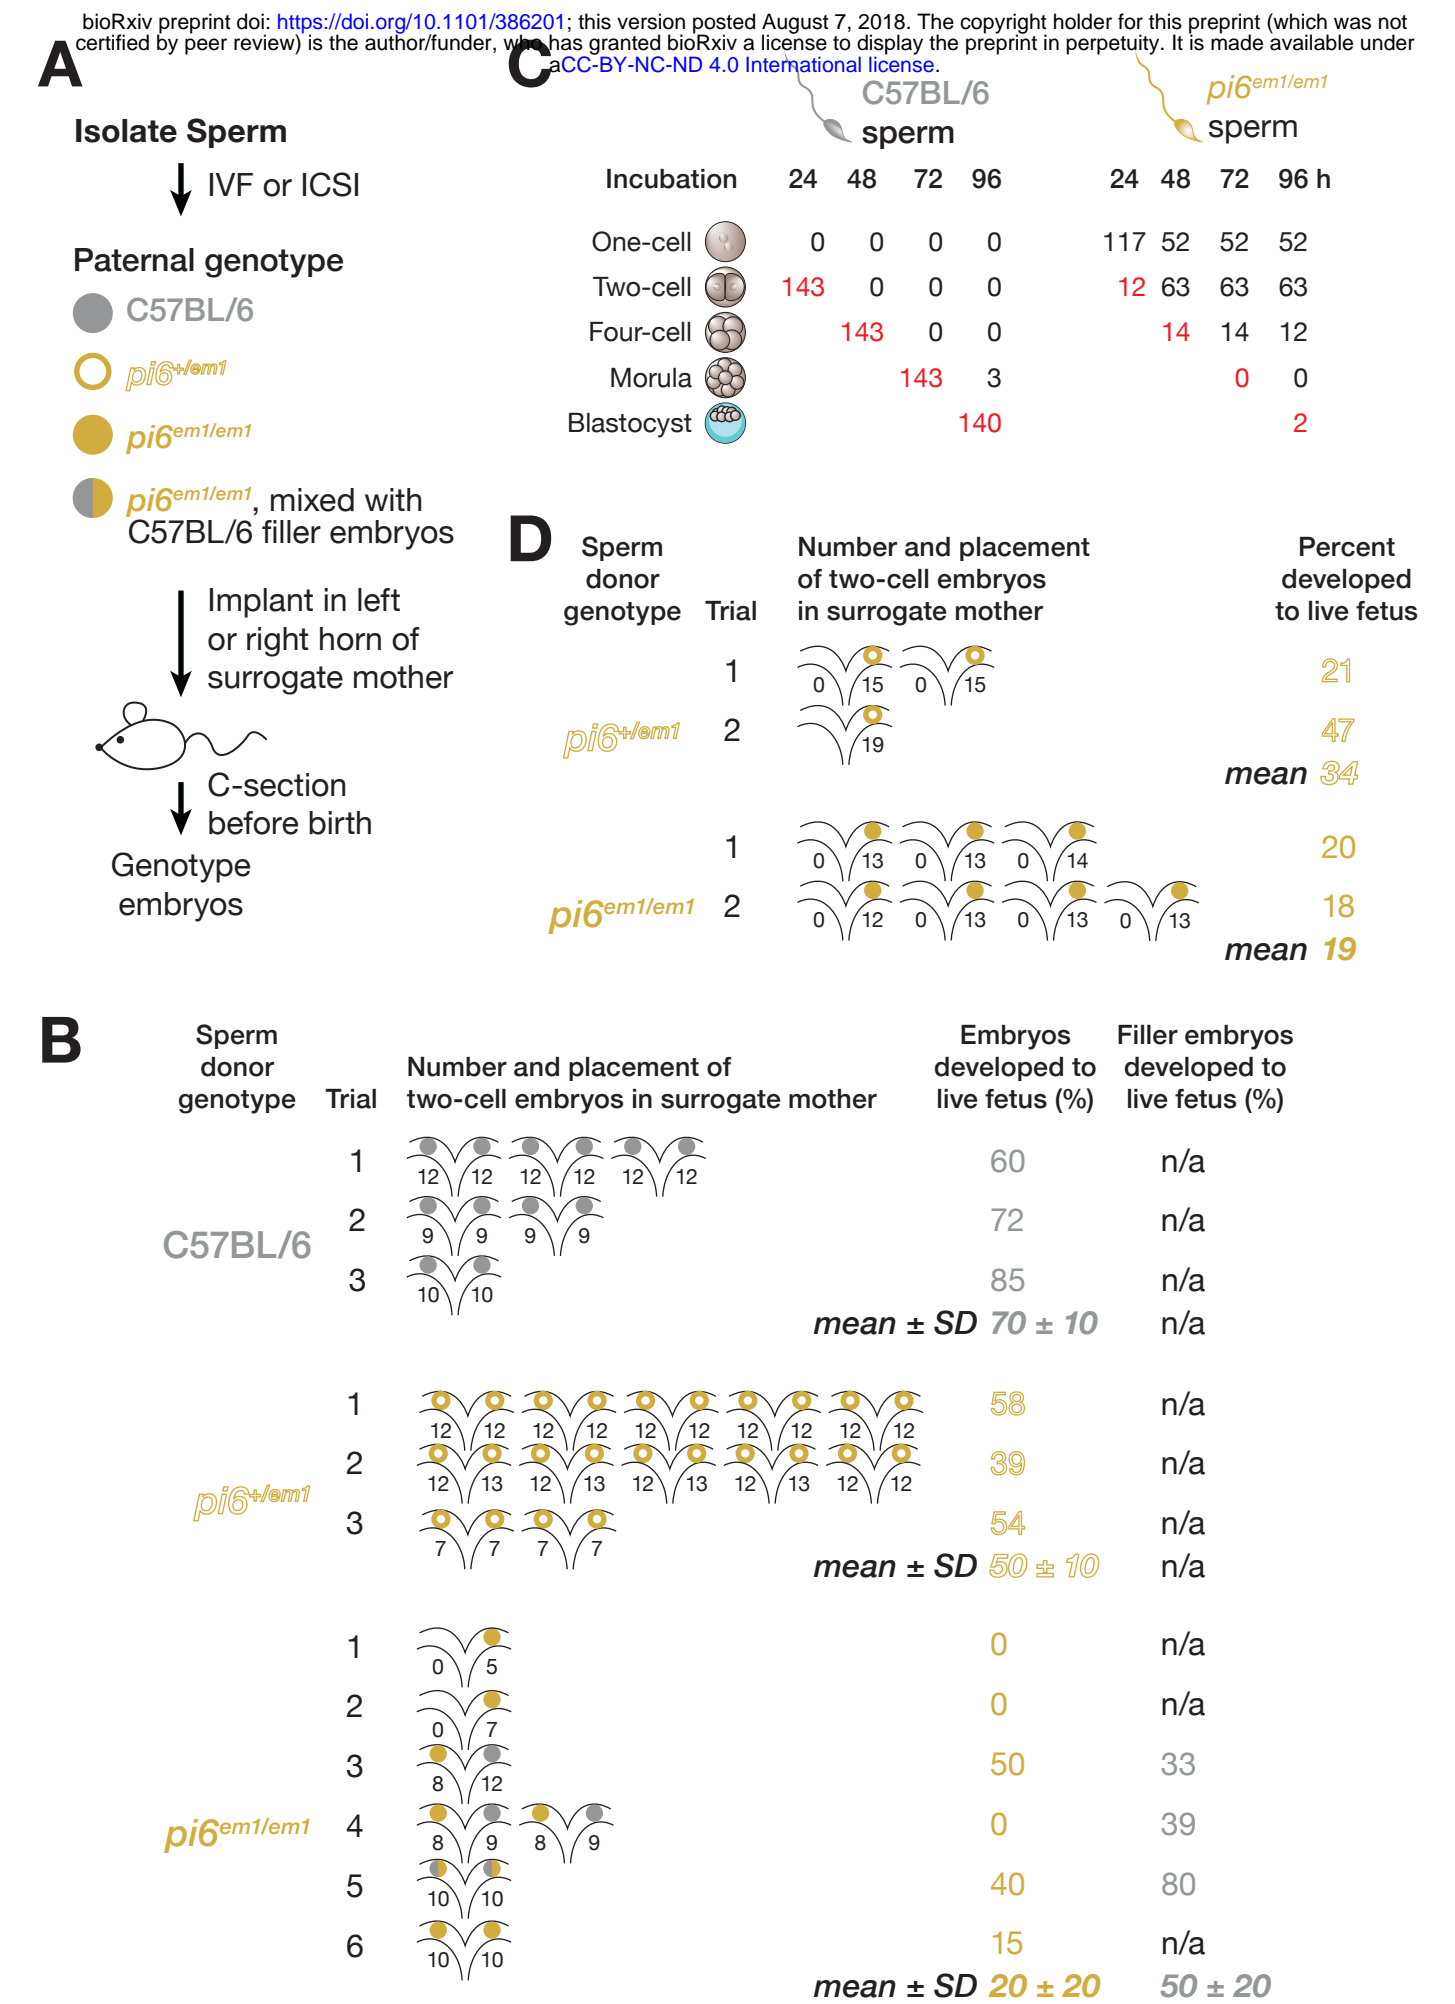 bioRxiv preprint doi: https://doi.org/10.1101/386201; this version posted August 7, 2018. The copyright holder for this preprint (which was not
certified by peer review) is the author/funder, who has granted bioRxiv a license to display the preprint in perpetuity. It is made available under
aCC-BY-NC-ND 4.0 International license.
A
Isolate Sperm
IVF or ICSI
Paternal genotype
C57BL/6
pi6+/em1
pi6em1/em1
pi6em1/em1, mixed with
C57BL/6 filler embryos
Implant in left
or right horn of
surrogate mother
C-section
before birth
Genotype
embryos
C
C57BL/6
sperm
pi6em1/em1
sperm
Incubation 24 48 72 96 24 48 72 96 h
One-cell 0 0 0 0 117 52 52 52
Two-cell 143 0 0 0 12 63 63 63
Four-cell 143 0 0 14 14 12
Morula 143 3 0 0
Blastocyst 140 2
D
Sperm
donor
genotype
Trial
Number and placement
of two-cell embryos
in surrogate mother
Percent
developed
to live fetus
pi6+/em1
1 0 15 0 15 21
2 19 47
mean 34
pi6em1/em1
1 0 13 0 13 0 14 20
2 0 12 0 13 0 13 0 13 18
mean 19
B
Sperm
donor
genotype
Trial
Number and placement of
two-cell embryos in surrogate mother
Embryos
developed to
live fetus (%)
Filler embryos
developed to
live fetus (%)
C57BL/6
1 12 12 12 12 12 12 60 n/a
2 9 9 9 9 72 n/a
3 10 10 85 n/a
mean ± SD 70 ± 10 n/a
pi6+/em1
1 12 12 12 12 12 12 12 12 12 12 58 n/a
2 12 13 12 13 12 13 12 13 12 12 39 n/a
3 7 7 7 7 54 n/a
mean ± SD 50 ± 10 n/a
pi6em1/em1
1 0 5 0 n/a
2 0 7 0 n/a
3 8 12 50 33
4 8 9 8 9 0 39
5 10 10 40 80
6 10 10 15 n/a
mean ± SD 20 ± 20 50 ± 20